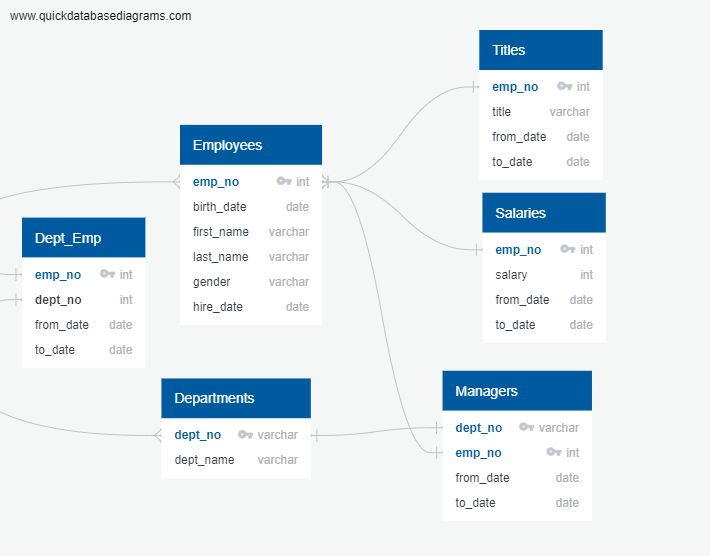 www.quickdatabasediagrams.com
Titles
emp_no int
title varchar
from_date date
to_date date
Employees
emp_no int
birth_date date
first_name varchar
last_name varchar
gender varchar
hire_date date
Salaries
emp_no int
salary int
from_date date
to_date date
Dept_Emp
emp_no int
dept_no int
from_date date
to_date date
Departments
dept_no varchar
dept_name varchar
Managers
dept_no varchar
emp_no int
from_date date
to_date date